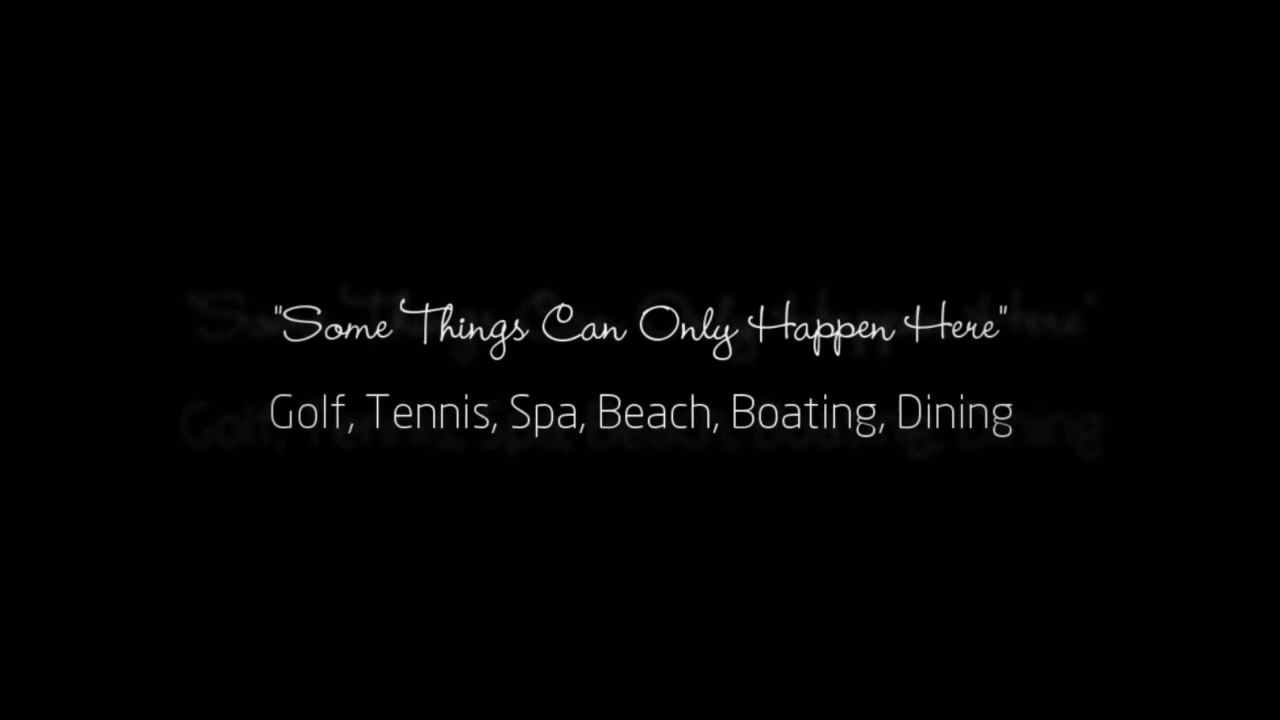 "Some Things Can Only Happen Here"
Golf, Tennis, Spa, Beach, Boating, Dining